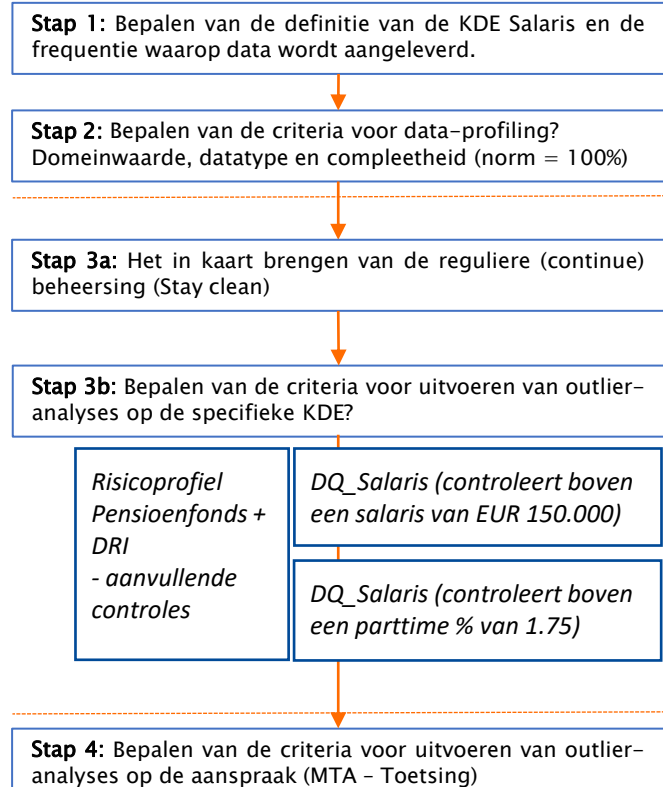 Stap 1: Bepalen van de definitie van de KDE Salaris en de
frequentie waarop data wordt aangeleverd.
Stap 2: Bepalen van de criteria voor data-profiling?
Domeinwaarde, datatype en compleetheid (norm = 100%)
Stap 3a: Het in kaart brengen van de reguliere (continue)
beheersing (Stay clean)
Stap 3b: Bepalen van de criteria voor uitvoeren van outlier-
analyses op de specifieke KDE?
Risicoprofiel
Pensioenfonds +
DRI
- aanvullende
controles
DQ_Salaris (controleert boven
een salaris van EUR 150.000)
DQ_Salaris (controleert boven
een parttime % van 1.75)
Stap 4: Bepalen van de criteria voor uitvoeren van outlier-
analyses op de aanspraak (MTA - Toetsing)